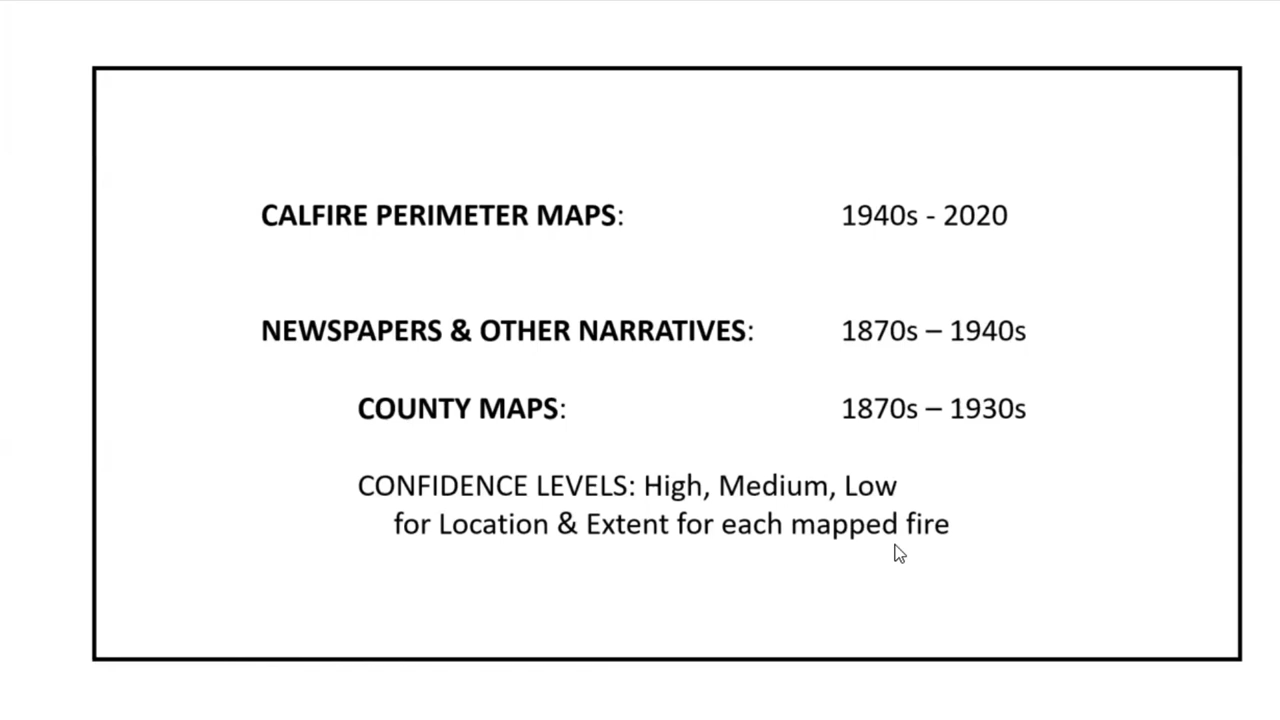 CALFIRE PERIMETER MAPS: 1940s - 2020
NEWSPAPERS & OTHER NARRATIVES: 1870s – 1940s
COUNTY MAPS: 1870s – 1930s
CONFIDENCE LEVELS: High, Medium, Low
for Location & Extent for each mapped fire